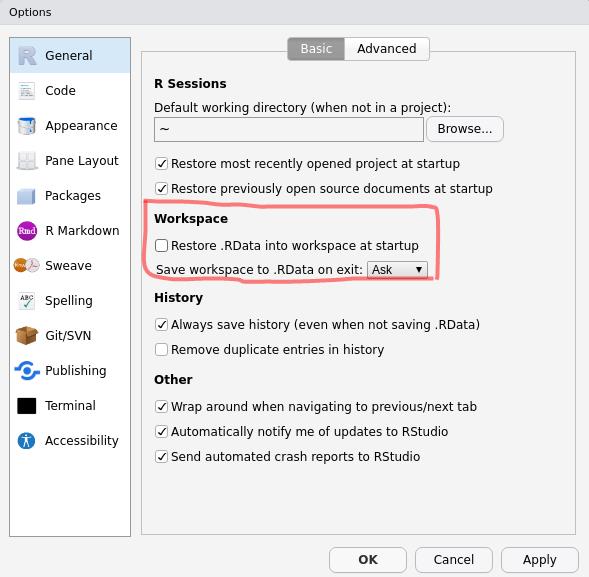 Options
General
Code
Appearance
Pane Layout
Packages
R Markdown
Sweave
Spelling
Git/SVN
Publishing
Terminal
Accessibility
Basic
Advanced
R Sessions
Default working directory (when not in a project):
~
Browse...
Restore most recently opened project at startup
Restore previously open source documents at startup
Workspace
Restore .RData into workspace at startup
Save workspace to .RData on exit: Ask
History
Always save history (even when not saving .RData)
Remove duplicate entries in history
Other
Wrap around when navigating to previous/next tab
Automatically notify me of updates to RStudio
Send automated crash reports to RStudio
OK
Cancel
Apply